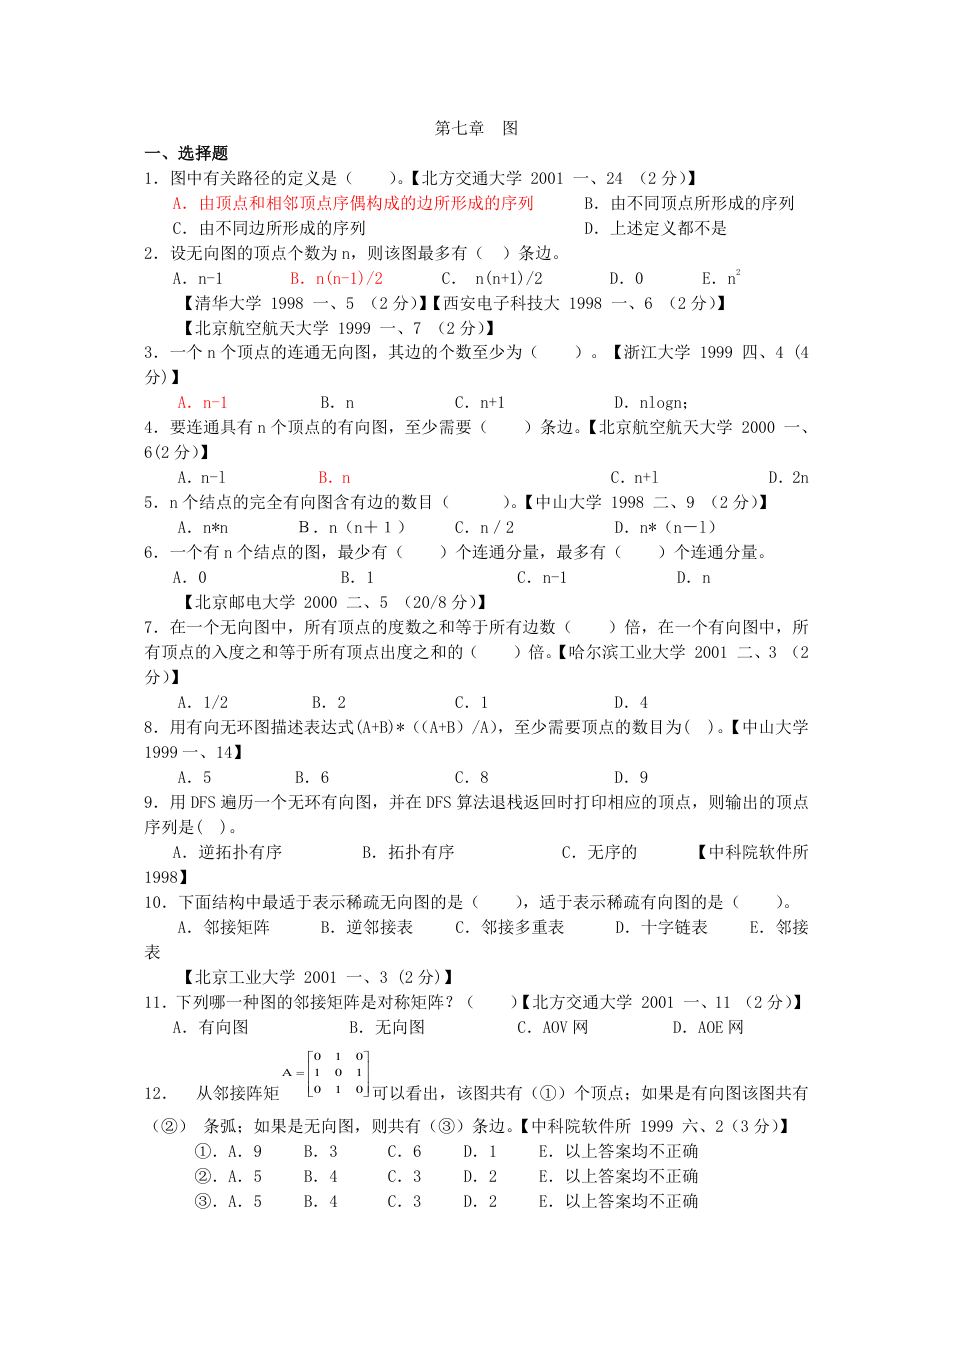 第七章 图
一、选择题
1．图中有关路径的定义是（ ）。【北方交通大学 2001 一、24 （2分）】
A．由顶点和相邻顶点序偶构成的边所形成的序列 B．由不同顶点所形成的序列
C．由不同边所形成的序列 D．上述定义都不是
2．设无向图的顶点个数为n，则该图最多有（ ）条边。
A．n-1 B．n(n-1)/2 C． n(n+1)/2 D．0 E．n²
【清华大学 1998 一、5 （2分）】【西安电子科技大 1998 一、6 （2分）】
【北京航空航天大学 1999 一、7 （2分）】
3．一个n个顶点的连通无向图，其边的个数至少为（ ）。【浙江大学 1999 四、4 (4
分)】
A．n-1 B．n C．n+1 D．nlogn；
4．要连通具有n个顶点的有向图，至少需要（ ）条边。【北京航空航天大学 2000 一、
6(2分）】
A．n-l B．n C．n+l D．2n
5．n个结点的完全有向图含有边的数目（ ）。【中山大学 1998 二、9 （2分）】
A．n*n Ｂ.n（n＋１） C．n／2 D．n*（n－l）
6．一个有n个结点的图，最少有（ ）个连通分量，最多有（ ）个连通分量。
A．0 B．1 C．n-1 D．n
【北京邮电大学 2000 二、5 （20/8分）】
7．在一个无向图中，所有顶点的度数之和等于所有边数（ ）倍，在一个有向图中，所
有顶点的入度之和等于所有顶点出度之和的（ ）倍。【哈尔滨工业大学 2001 二、3 （2
分）】
A．1/2 B．2 C．1 D．4
8．用有向无环图描述表达式(A+B)*（(A+B）/A)，至少需要顶点的数目为( )。【中山大学
1999一、14】
A．5 B．6 C．8 D．9
9．用DFS遍历一个无环有向图，并在DFS算法退栈返回时打印相应的顶点，则输出的顶点
序列是( )。
A．逆拓扑有序 B．拓扑有序 C．无序的 【中科院软件所
1998】
10．下面结构中最适于表示稀疏无向图的是（ ），适于表示稀疏有向图的是（ ）。
A．邻接矩阵 B．逆邻接表 C．邻接多重表 D．十字链表 E．邻接
表
【北京工业大学 2001 一、3 (2分)】
11．下列哪一种图的邻接矩阵是对称矩阵？（ ）【北方交通大学 2001 一、11 （2分）】
A．有向图 B．无向图 C．AOV网 D．AOE网
0 1 0
A = 1 0 1
0 1 0
12． 从邻接阵矩 可以看出，该图共有（①）个顶点；如果是有向图该图共有
（②） 条弧；如果是无向图，则共有（③）条边。【中科院软件所 1999 六、2（3分）】
①．A．9 B．3 C．6 D．1 E．以上答案均不正确
②．A．5 B．4 C．3 D．2 E．以上答案均不正确
③．A．5 B．4 C．3 D．2 E．以上答案均不正确